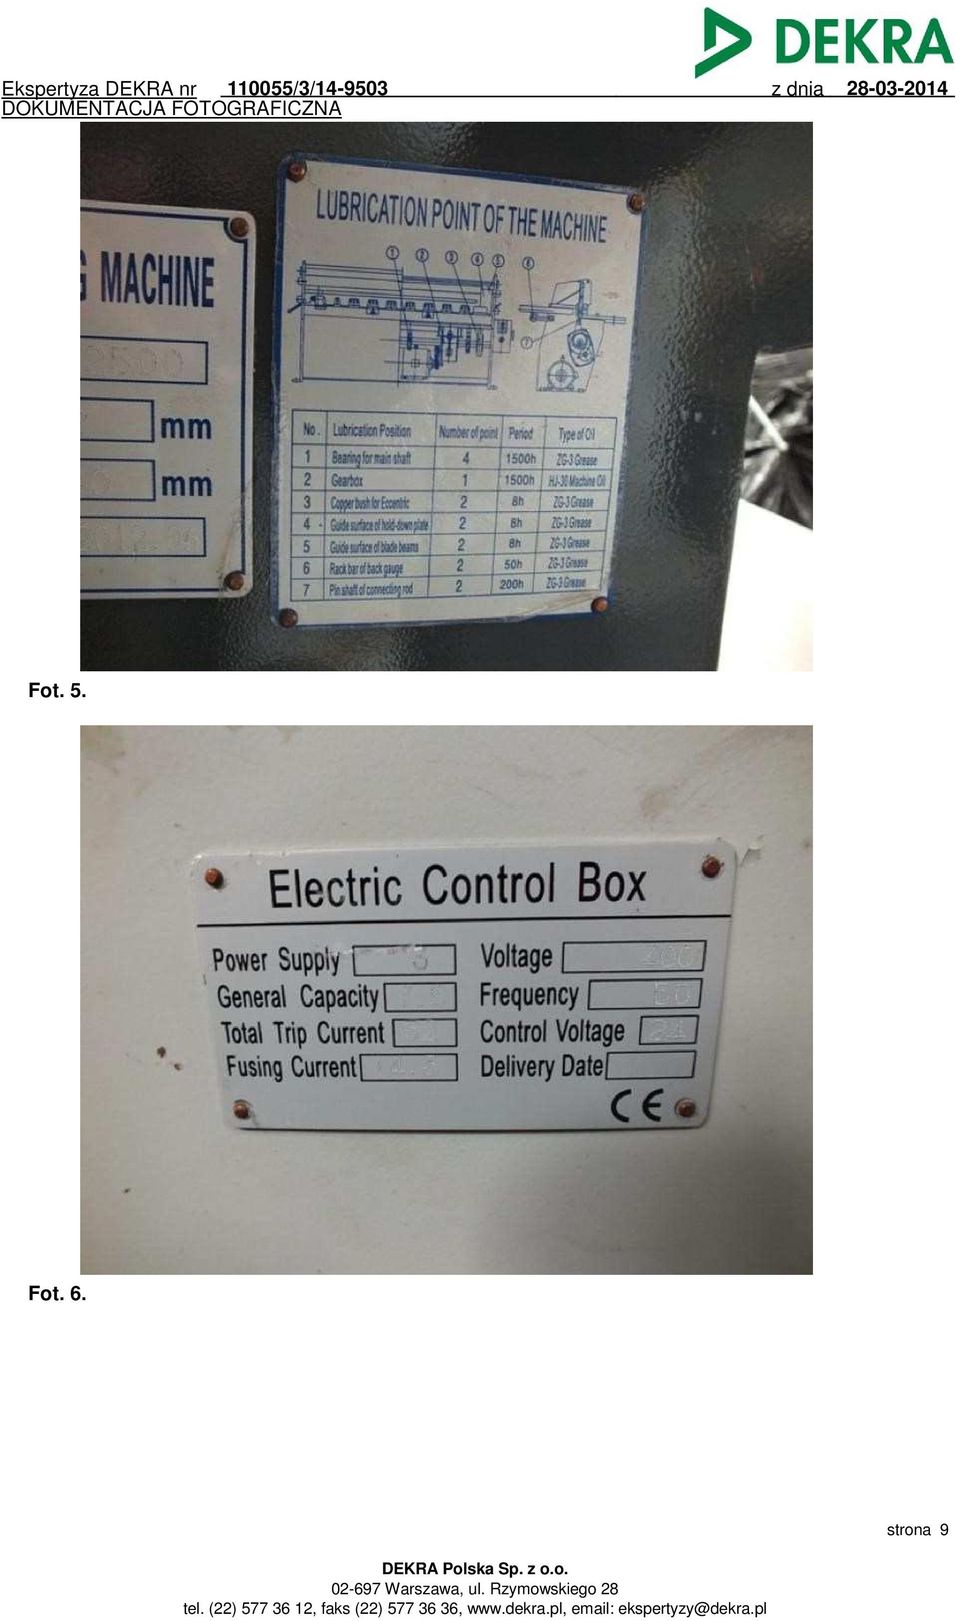 DEKRA
Ekspertyza DEKRA nr 110055/3/14-9503 z dnia 28-03-2014
DOKUMENTACJA FOTOGRAFICZNA
MACHINE
mm
mm
LUBRICATION POINT OF THE MACHINE
1 2 3 4 5 6
7
No. Lubrication Position Number of point Period Type of Oil
1 Bearing for main shaft 4 1500h ZG-3 Grease
2 Gearbox 1 1500h HJ-30 Machine Oil
3 Copper bush for Eccentric 2 8h ZG-3 Grease
4 Guide surface of hold-down plate 2 8h ZG-3 Grease
5 Guide surface of blade beams 2 8h ZG-3 Grease
6 Rack bar of back gauge 2 50h ZG-3 Grease
7 Pin shaft of connecting rod 2 200h ZG-3 Grease
Fot. 5.
Electric Control Box
Power Supply 3 Voltage
General Capacity Frequency
Total Trip Current Control Voltage
Fusing Current Delivery Date
CE
Fot. 6.
strona 9
DEKRA Polska Sp. z o.o.
02-697 Warszawa, ul. Rzymowskiego 28
tel. (22) 577 36 12, faks (22) 577 36 36, www.dekra.pl, email: ekspertyzy@dekra.pl